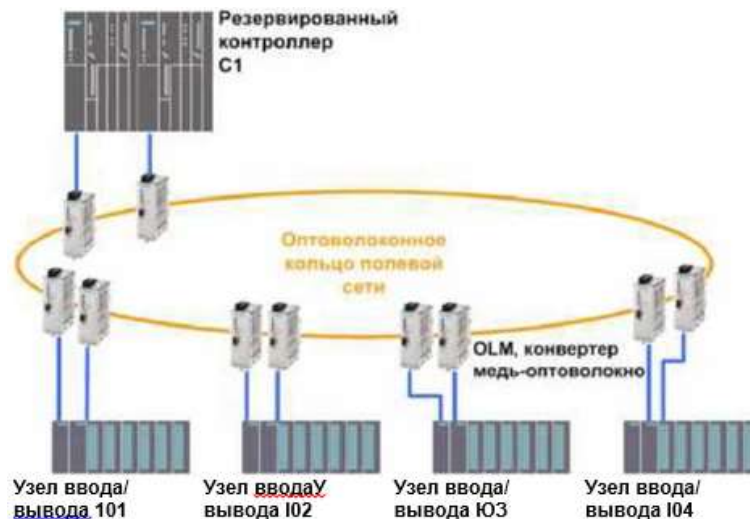 Резервированный
контроллер
С1
Оптоволоконное
кольцо полевой
сети
OLM, конвертер
медь-оптоволокно
Узел ввода/
вывода 101
Узел вводаУ
вывода I02
Узел ввода/
вывода ЮЗ
Узел ввода/
вывода I04